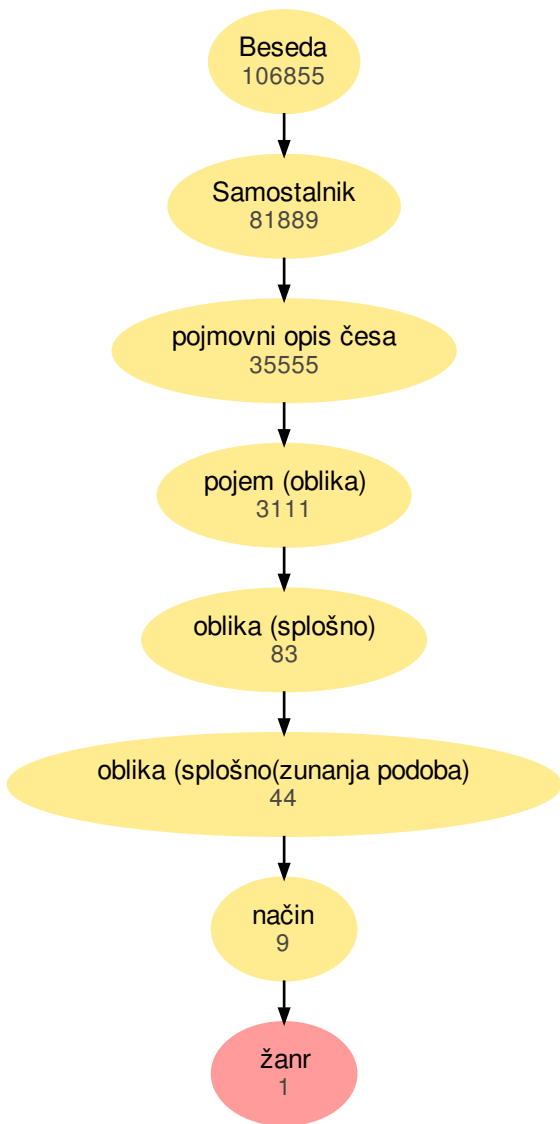 Beseda
106855
Samostalnik
81889
pojmovni opis česa
35555
pojem (oblika)
3111
oblika (splošno)
83
oblika (splošno(zunanja podoba)
44
način
9
žanr
1